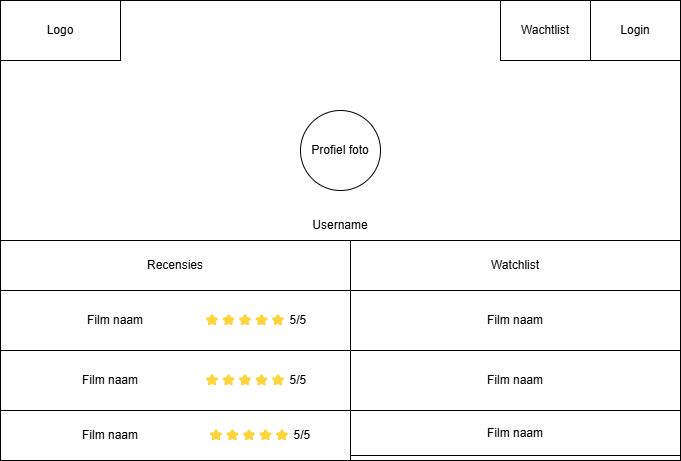 Logo
Wachtlist
Login
Profiel foto
Username
Recensies
Watchlist
Film naam
5/5
Film naam
Film naam
5/5
Film naam
Film naam
5/5
Film naam